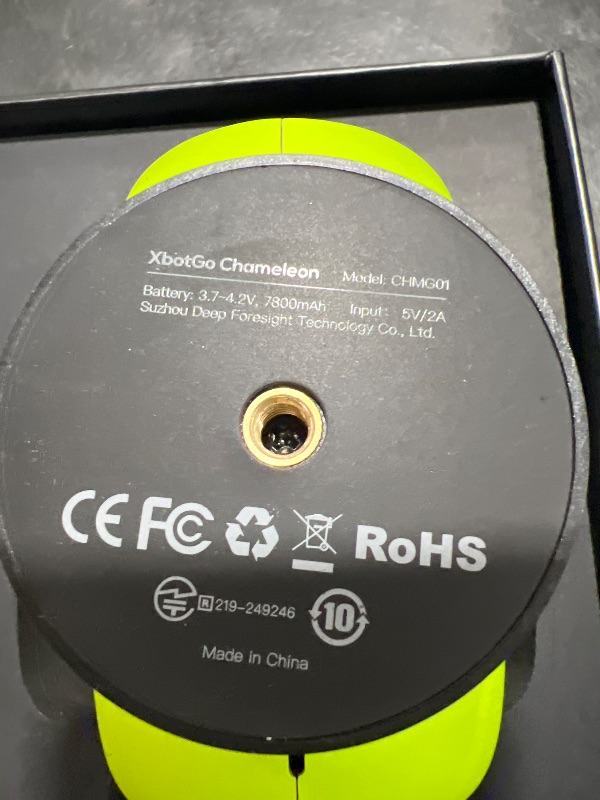 XbotGo Chameleon Model: CHMG01
Battery: 3.7-4.2V, 7800mAh Input: 5V/2A
Suzhou Deep Foresight Technology Co., Ltd.
CE FC RoHS
R 219-249246 10
Made in China